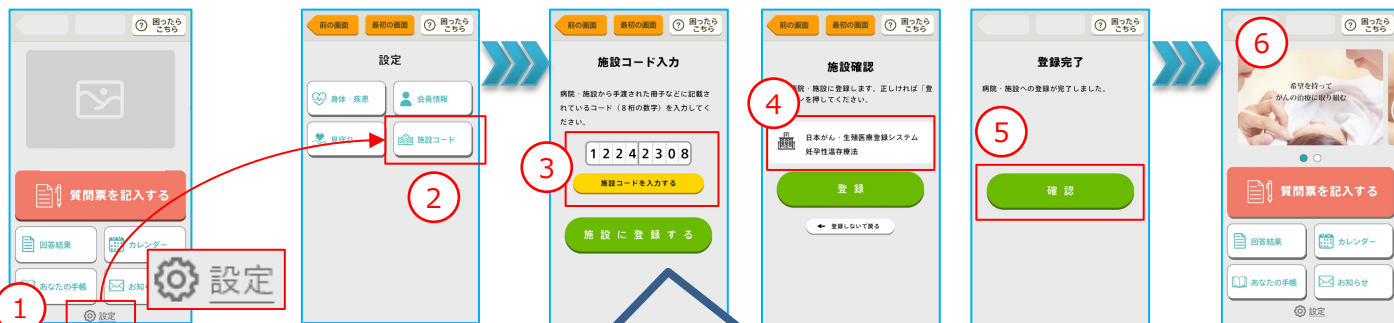 困ったら
こちら
質問票を記入する
回答結果
カレンダー
あなたの手帳
お知
設定
1
設定
前の画面
最初の画面
困ったら
こちら
設定
身体・疾患
会員情報
見守り
施設コード
2
前の画面
最初の画面
困ったら
こちら
施設コード入力
病院・施設から手渡された冊子などに記載さ
れているコード(8桁の数字)を入力してく
ださい。
3
12242308
施設コードを入力する
施設に登録する
前の画面
最初の画面
困ったら
こちら
施設確認
4
院・施設に登録します。正しければ「登
ンを押してください。
日本がん・生殖医療登録システム
妊孕性温存療法
登録
登録しないで戻る
困ったら
こちら
登録完了
病院・施設への登録が完了しました。
5
確認
6
困ったら
こちら
希望を持って
がんの治療に取り組む
質問票を記入する
回答結果
カレンダー
あなたの手帳
お知らせ
設定